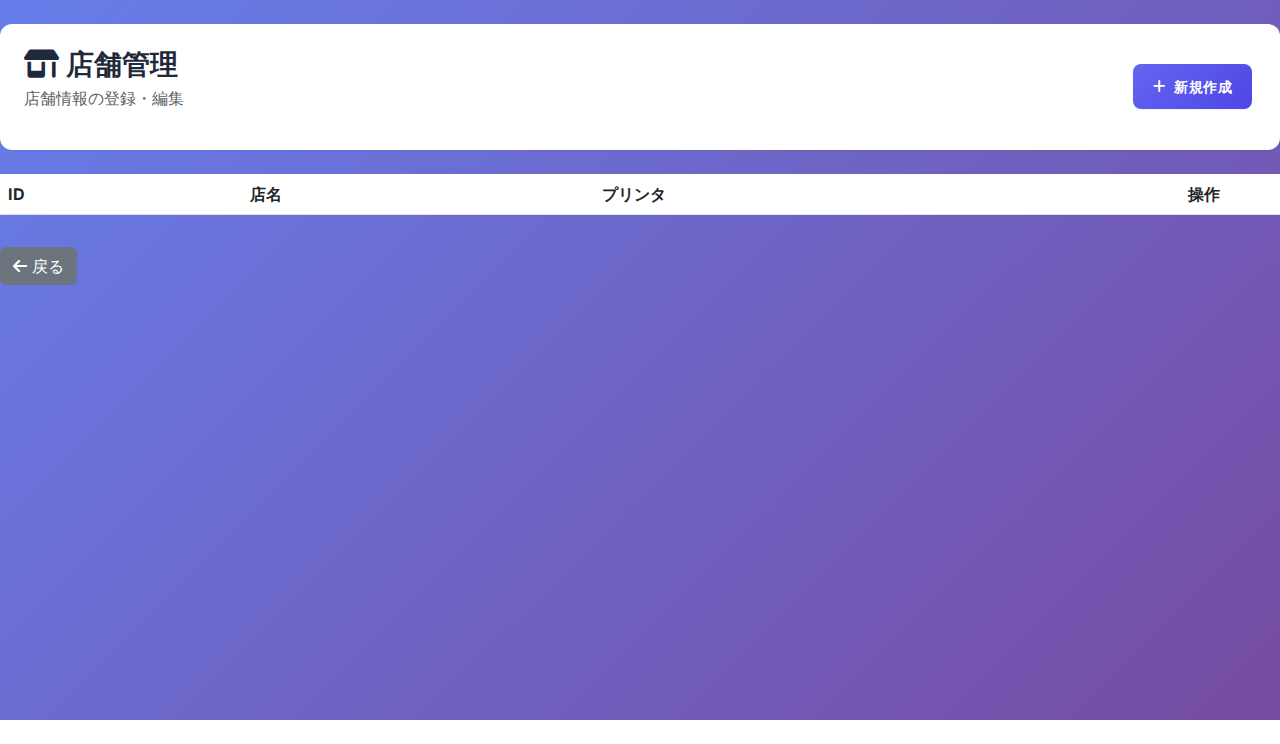 店舗管理
店舗情報の登録・編集
+ 新規作成
ID 店名 プリンタ 操作
戻る